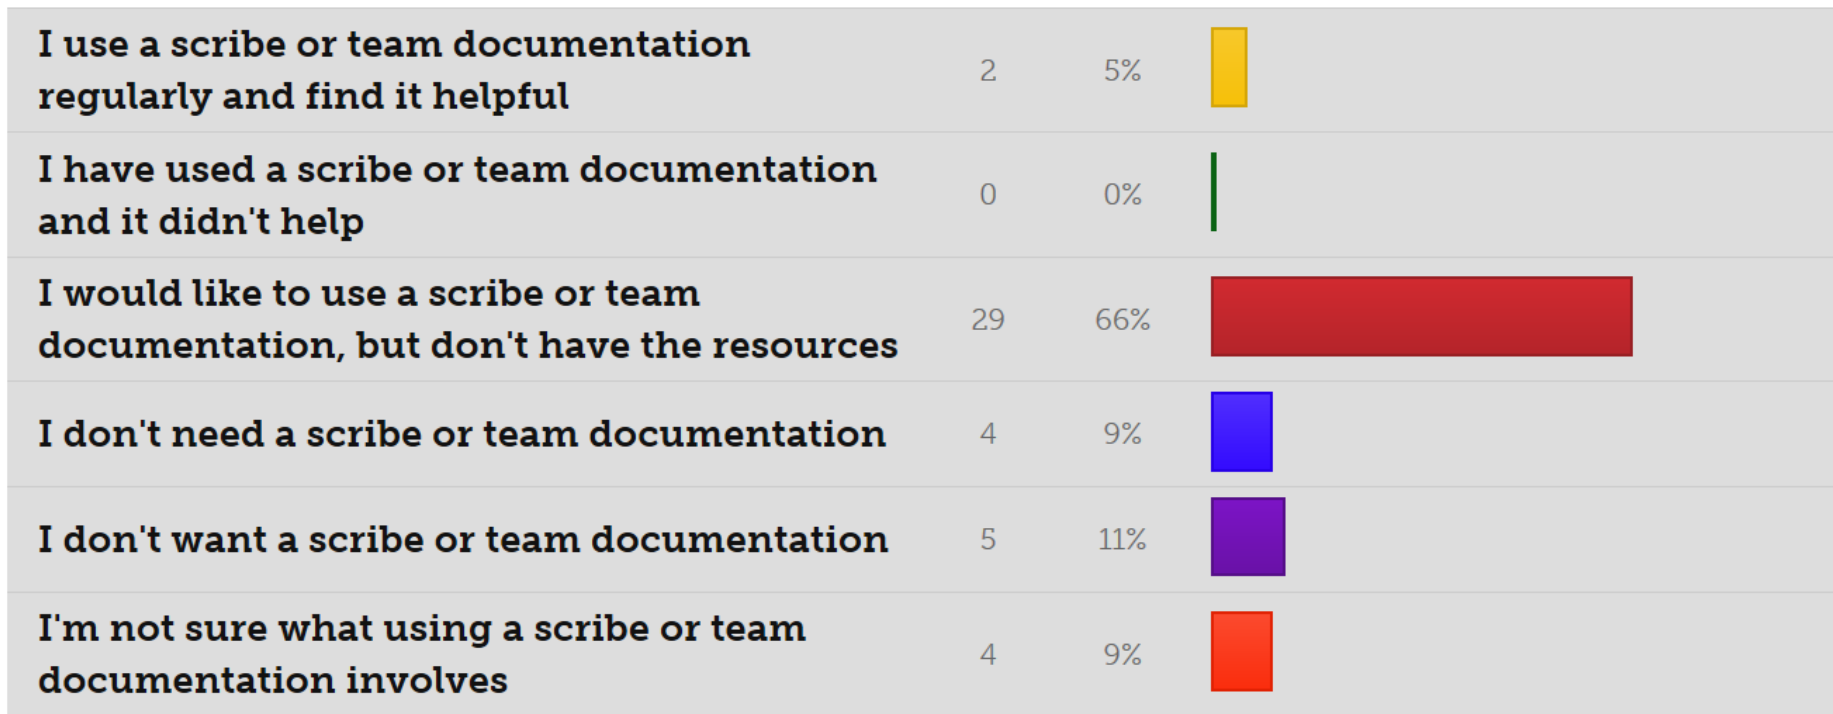 I use a scribe or team documentation
regularly and find it helpful
2 5%
I have used a scribe or team documentation
and it didn't help
0 0%
I would like to use a scribe or team
documentation, but don't have the resources
29 66%
I don't need a scribe or team documentation 4 9%
I don't want a scribe or team documentation 5 11%
I'm not sure what using a scribe or team
documentation involves
4 9%